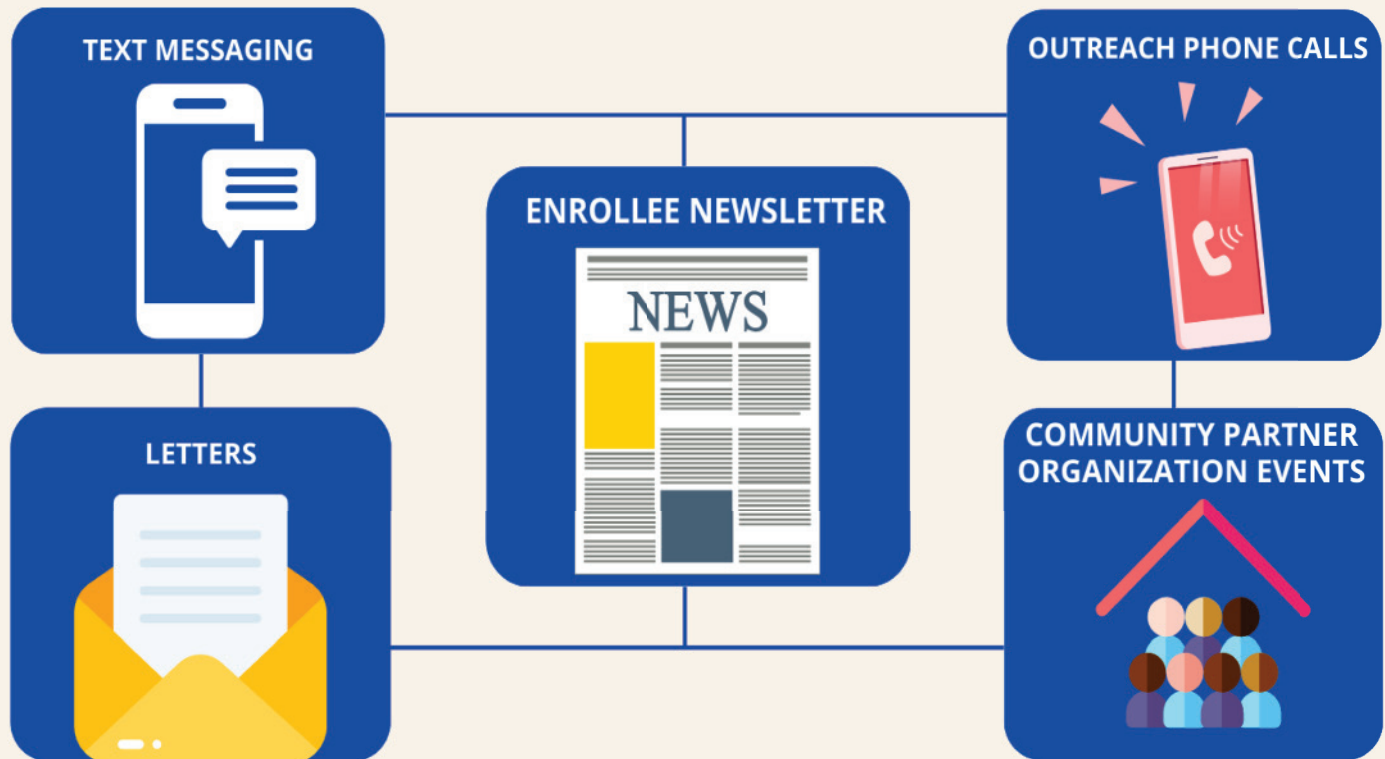 TEXT MESSAGING
OUTREACH PHONE CALLS
ENROLLEE NEWSLETTER
NEWS
LETTERS
COMMUNITY PARTNER
ORGANIZATION EVENTS